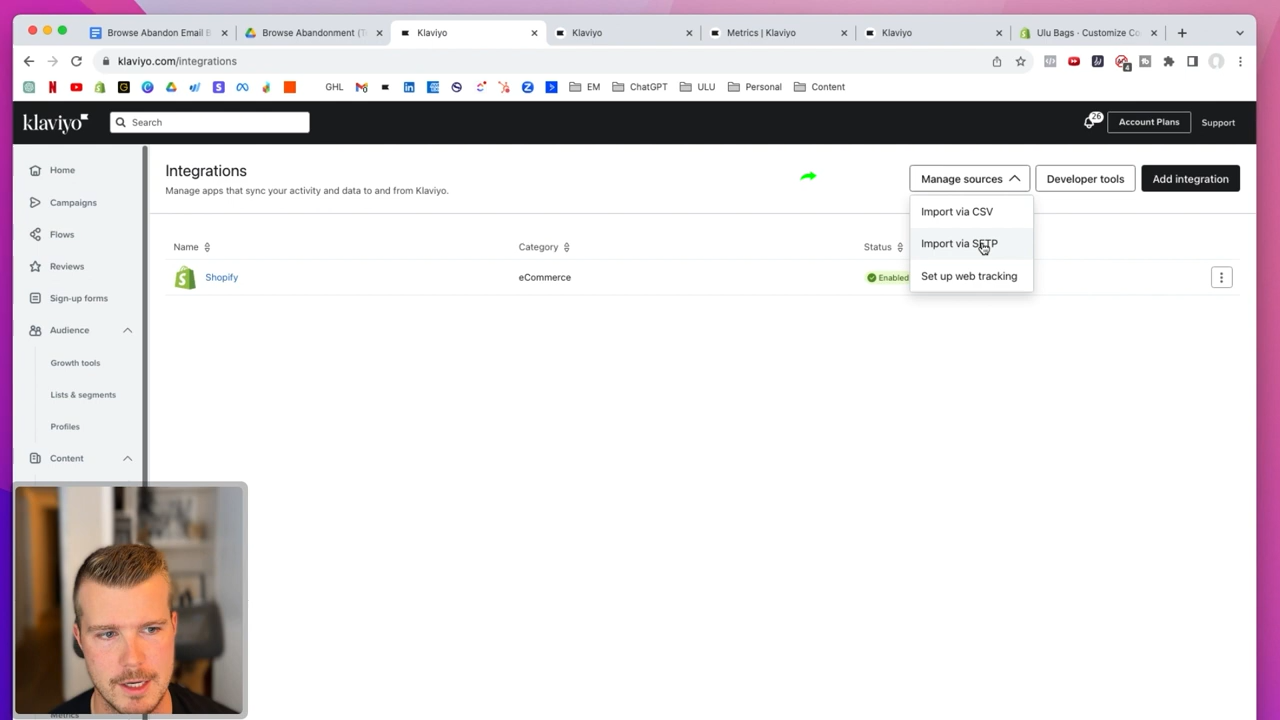 Browse Abandon Email B
Browse Abandonment (T
Klaviyo
Klaviyo
Metrics | Klaviyo
Klaviyo
Ulu Bags · Customize Co
klaviyo.com/integrations
GHL
EM
ChatGPT
ULU
Personal
Content
klaviyo
Search
26
Account Plans
Support
Home
Campaigns
Flows
Reviews
Sign-up forms
Audience
Growth tools
Lists & segments
Profiles
Content
Metrics
Integrations
Manage apps that sync your activity and data to and from Klaviyo.
Manage sources
Developer tools
Add integration
Import via CSV
Import via SFTP
Set up web tracking
Name
Category
Status
Shopify
eCommerce
Enabled